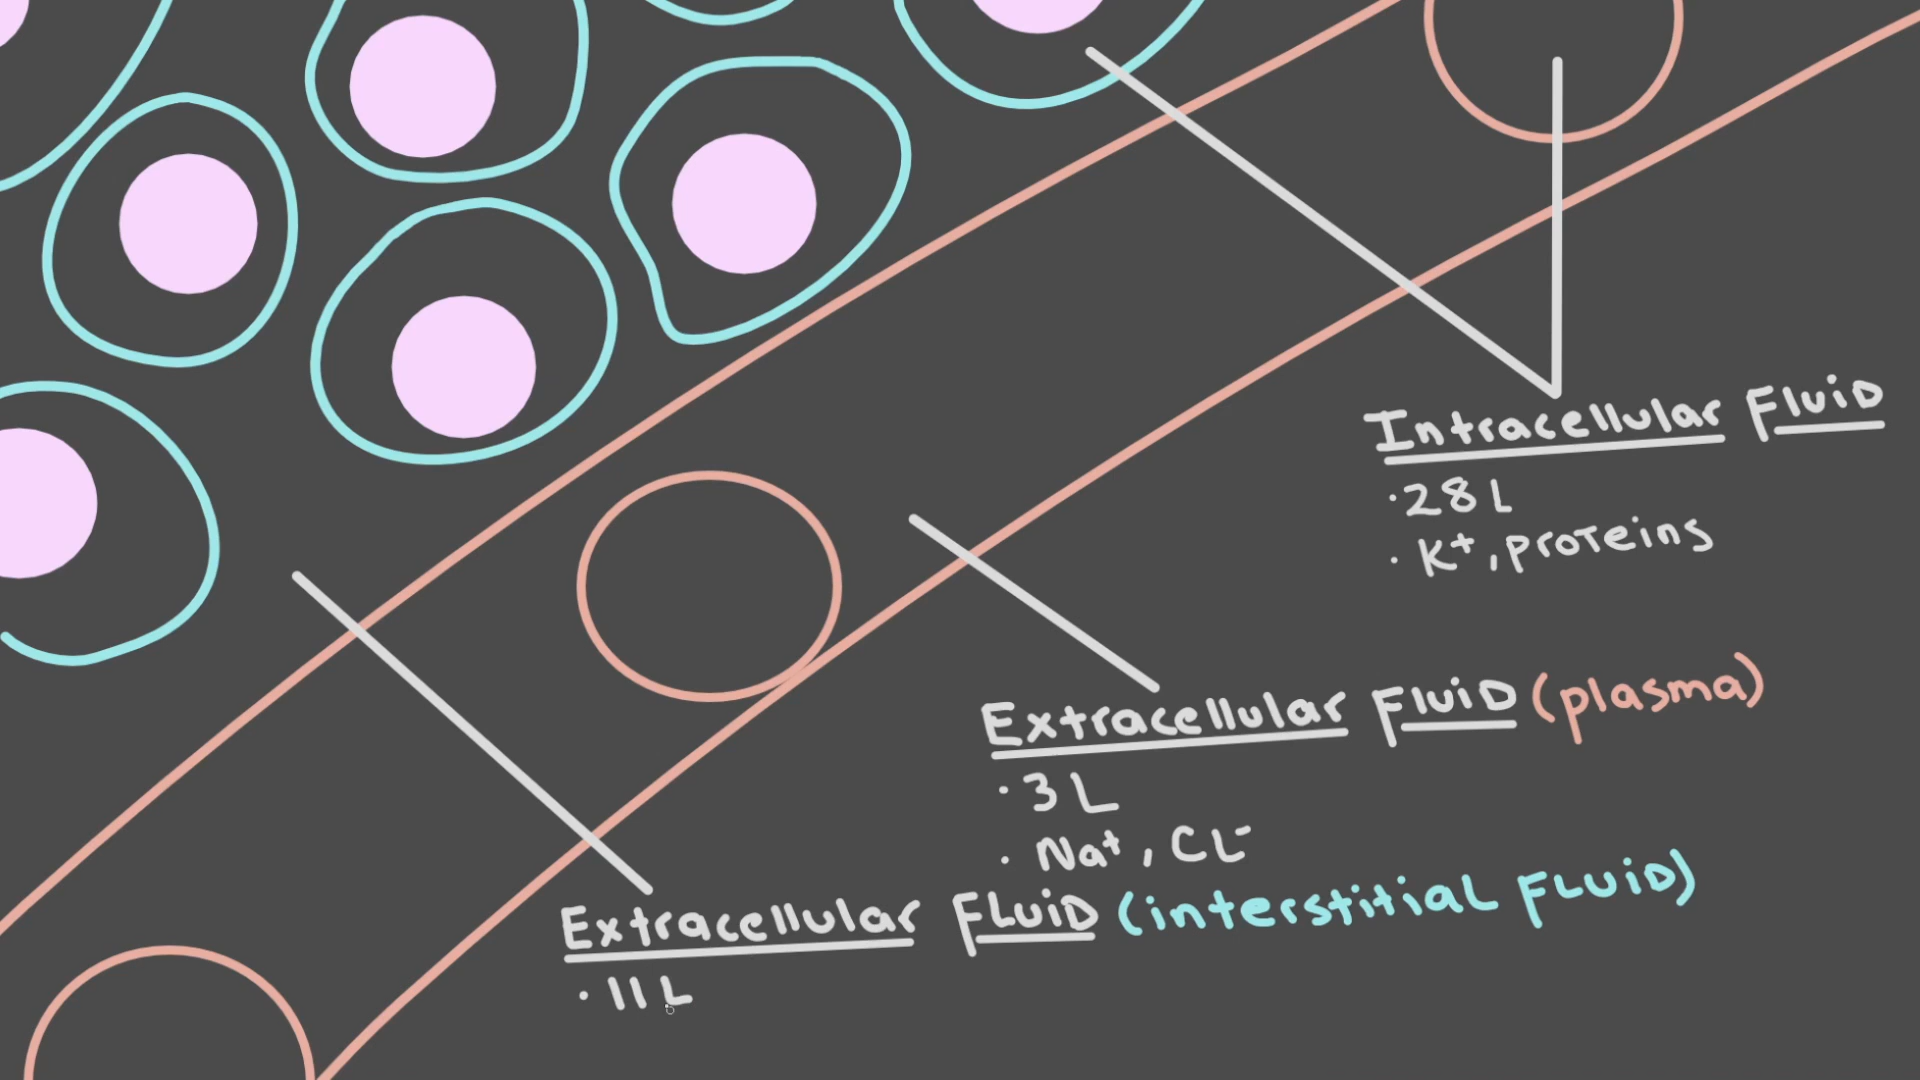 Intracellular Fluid
· 28 L
· K+, proteins
Extracellular Fluid (plasma)
· 3 L
· Na+, CL-
Extracellular FLuiD (interstitial FLuiD)
· 11 L